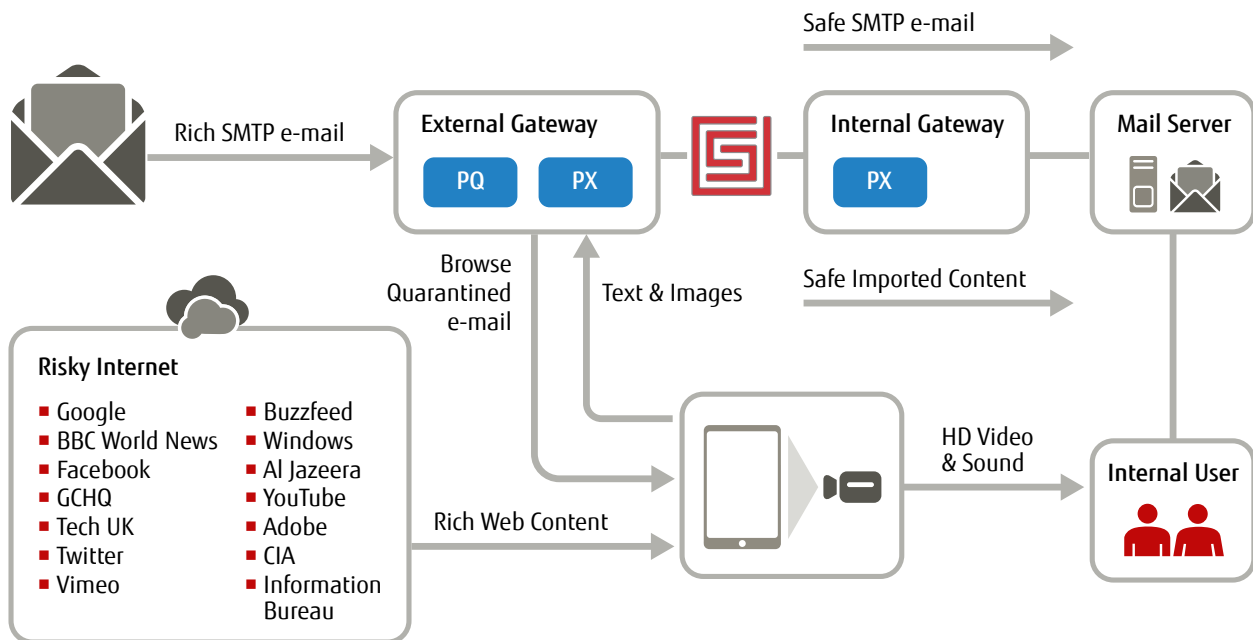 Safe SMTP e-mail
Rich SMTP e-mail
External Gateway
PQ
PX
Internal Gateway
PX
Mail Server
Browse
Quarantined
e-mail
Text & Images
Safe Imported Content
Risky Internet
Google
BBC World News
Facebook
GCHQ
Tech UK
Twitter
Vimeo
Buzzfeed
Windows
Al Jazeera
YouTube
Adobe
CIA
Information
Bureau
Rich Web Content
HD Video
& Sound
Internal User